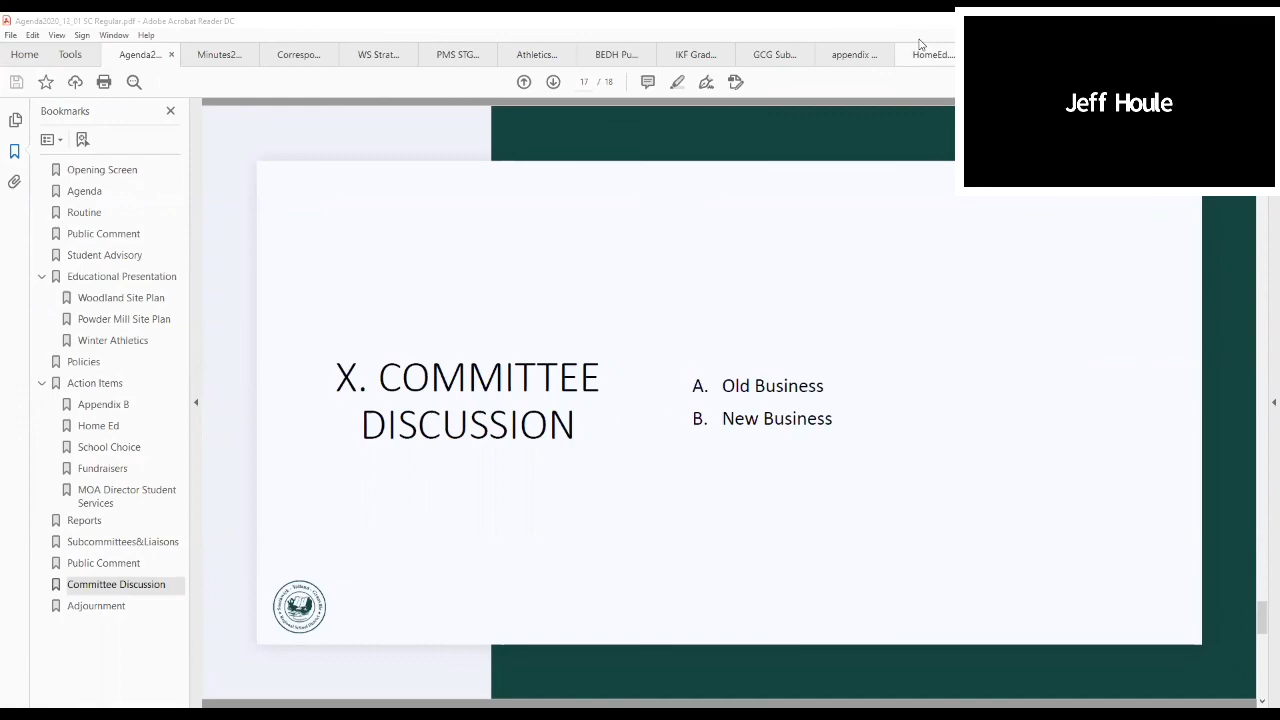 Agenda2020_12_01 SC Regular.pdf - Adobe Acrobat Reader DC
File Edit View Sign Window Help
Home Tools Agenda2... × Minutes2... Correspo... WS Strat... PMS STG... Athletics... BEDH Pu... IKF Grad... GCG Sub... appendix ... HomeEd...
17 / 18
Jeff Houle
Bookmarks
Opening Screen
Agenda
Routine
Public Comment
Student Advisory
Educational Presentation
Woodland Site Plan
Powder Mill Site Plan
Winter Athletics
Policies
Action Items
Appendix B
Home Ed
School Choice
Fundraisers
MOA Director Student
Services
Reports
Subcommittees&Liaisons
Public Comment
Committee Discussion
Adjournment
X. COMMITTEE
DISCUSSION
A. Old Business
B. New Business